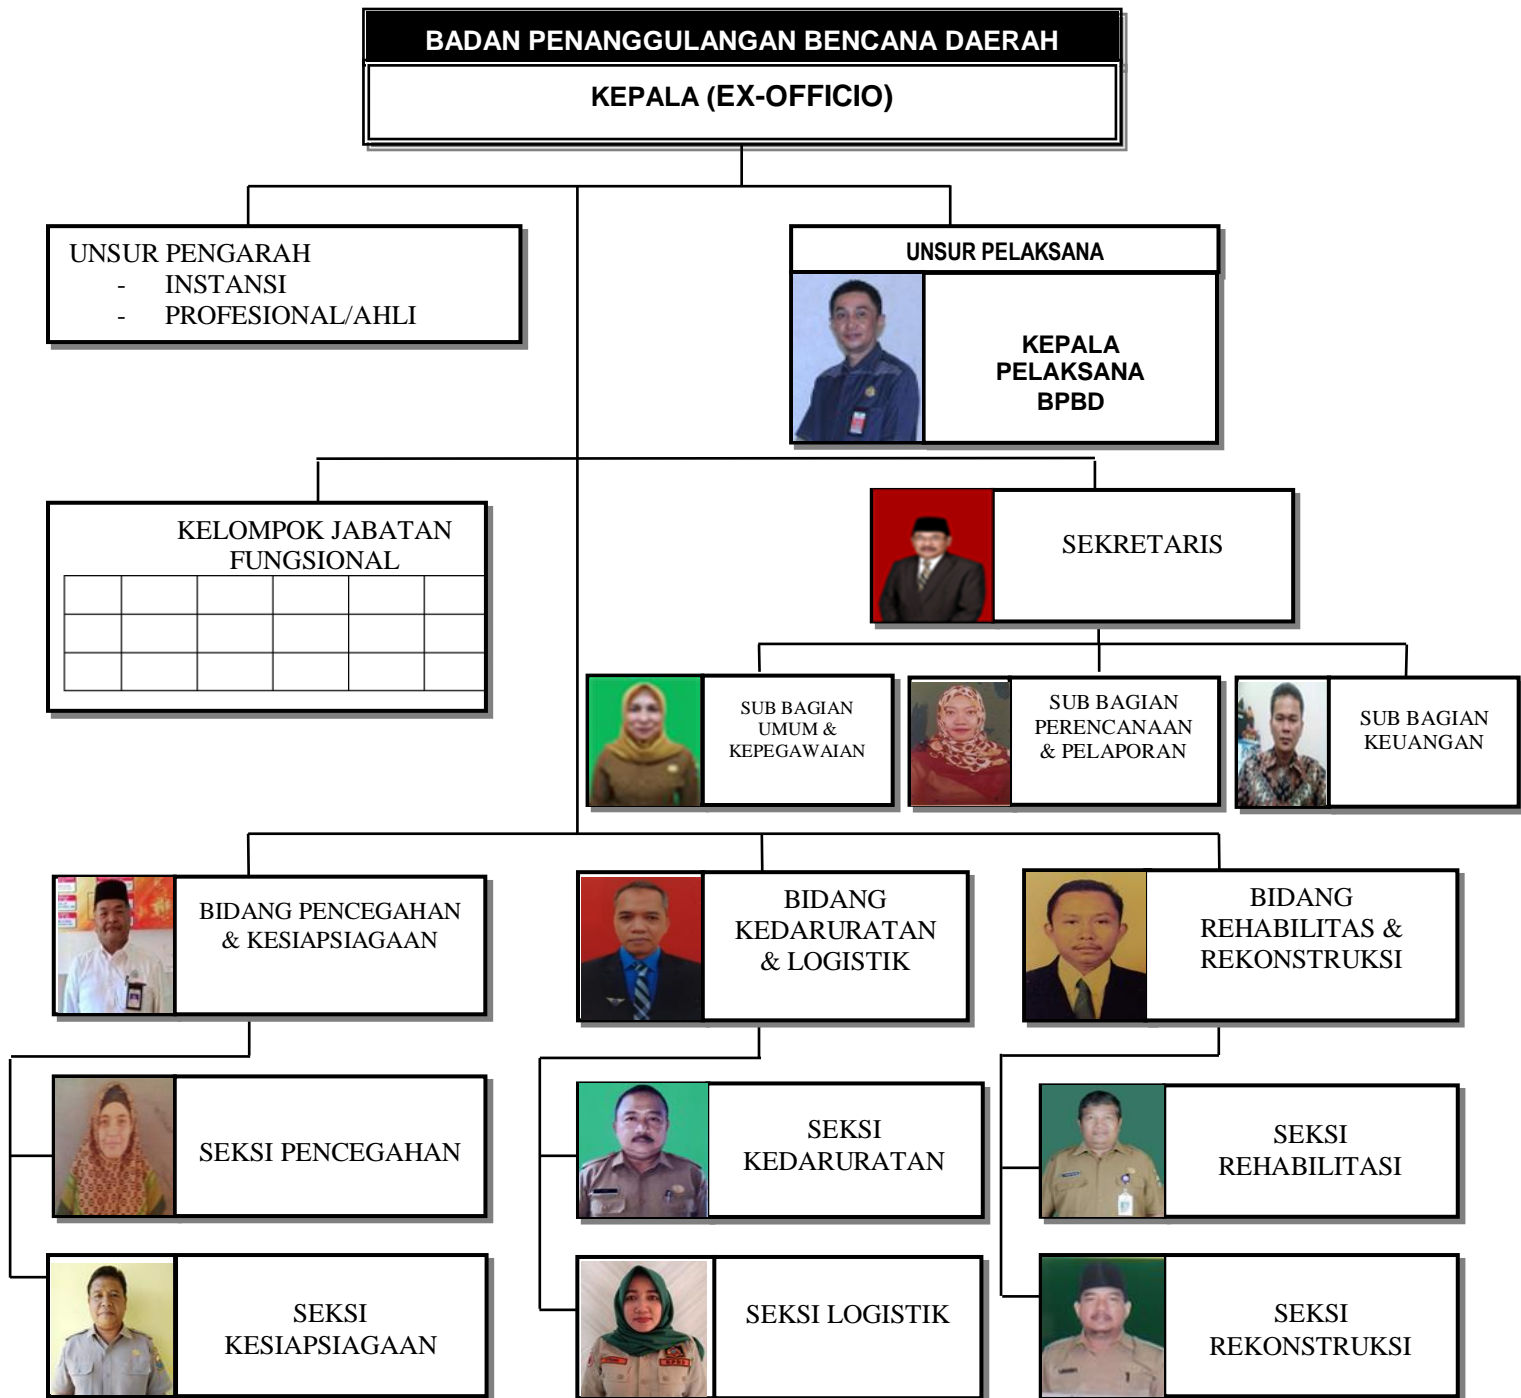 BADAN PENANGGULANGAN BENCANA DAERAH
KEPALA (EX-OFFICIO)
UNSUR PENGARAH
- INSTANSI
- PROFESIONAL/AHLI
UNSUR PELAKSANA
KEPALA
PELAKSANA
BPBD
KELOMPOK JABATAN
FUNGSIONAL
SEKRETARIS
SUB BAGIAN
UMUM &
KEPEGAWAIAN
SUB BAGIAN
PERENCANAAN
& PELAPORAN
SUB BAGIAN
KEUANGAN
BIDANG PENCEGAHAN
& KESIAPSIAGAAN
BIDANG
KEDARURATAN
& LOGISTIK
BIDANG
REHABILITAS &
REKONSTRUKSI
SEKSI PENCEGAHAN
SEKSI
KEDARURATAN
SEKSI
REHABILITASI
SEKSI
KESIAPSIAGAAN
SEKSI LOGISTIK
SEKSI
REKONSTRUKSI